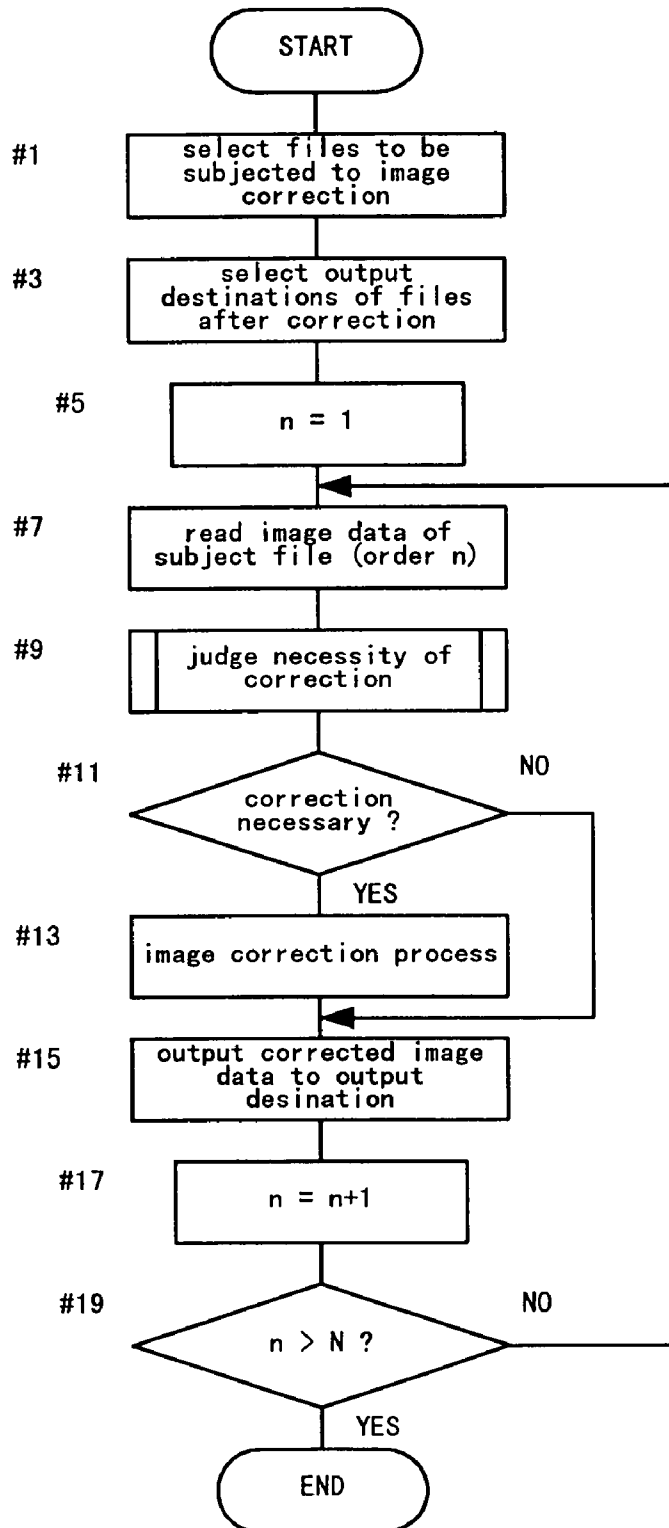 START
#1
select files to be
subjected to image
correction
#3
select output
destinations of files
after correction
#5
n = 1
#7
read image data of
subject file (order n)
#9
judge necessity of
correction
#11
correction
necessary ?
NO
YES
#13
image correction process
#15
output corrected image
data to output
desination
#17
n = n+1
#19
n > N ?
NO
YES
END